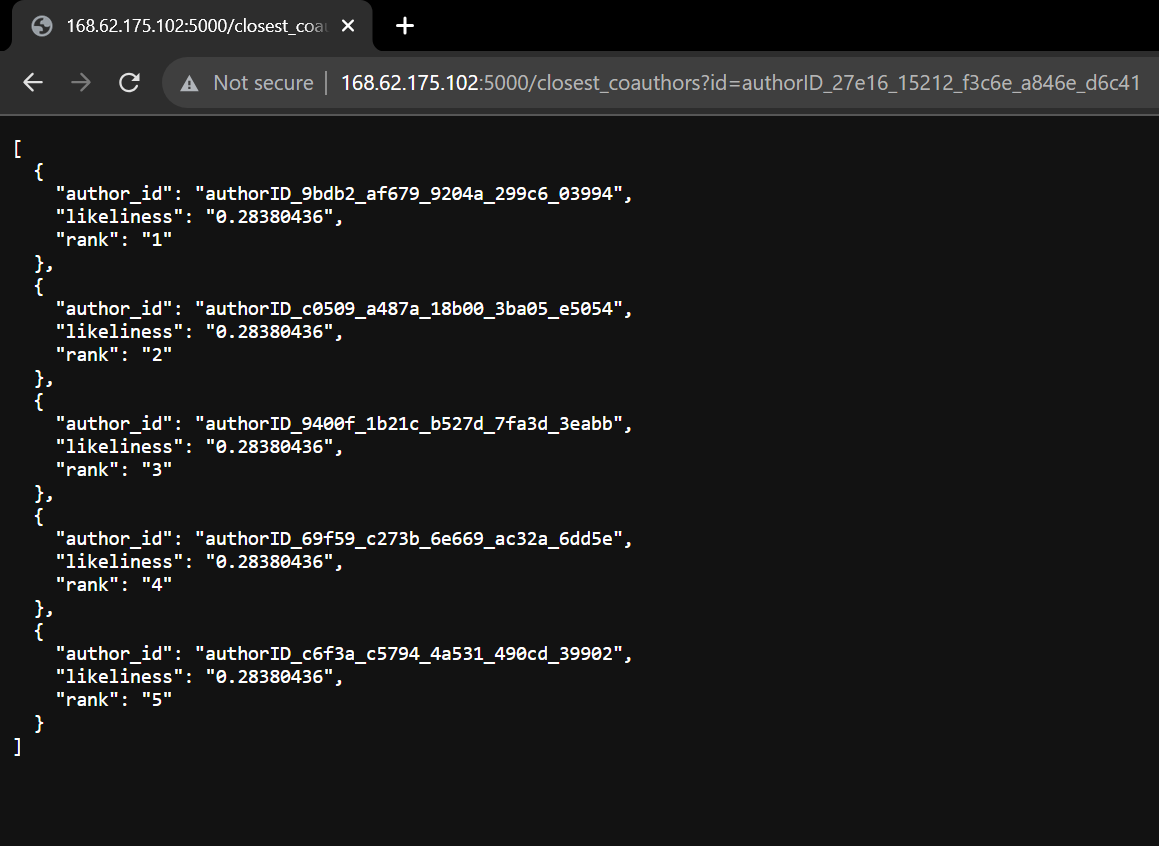 168.62.175.102:5000/closest_coau
Not secure
168.62.175.102:5000/closest_coauthors?id=authorID_27e16_15212_f3c6e_a846e_d6c41
[
  {
    "author_id": "authorID_9bdb2_af679_9204a_299c6_03994",
    "likeliness": "0.28380436",
    "rank": "1"
  },
  {
    "author_id": "authorID_c0509_a487a_18b00_3ba05_e5054",
    "likeliness": "0.28380436",
    "rank": "2"
  },
  {
    "author_id": "authorID_9400f_1b21c_b527d_7fa3d_3eabb",
    "likeliness": "0.28380436",
    "rank": "3"
  },
  {
    "author_id": "authorID_69f59_c273b_6e669_ac32a_6dd5e",
    "likeliness": "0.28380436",
    "rank": "4"
  },
  {
    "author_id": "authorID_c6f3a_c5794_4a531_490cd_39902",
    "likeliness": "0.28380436",
    "rank": "5"
  }
]